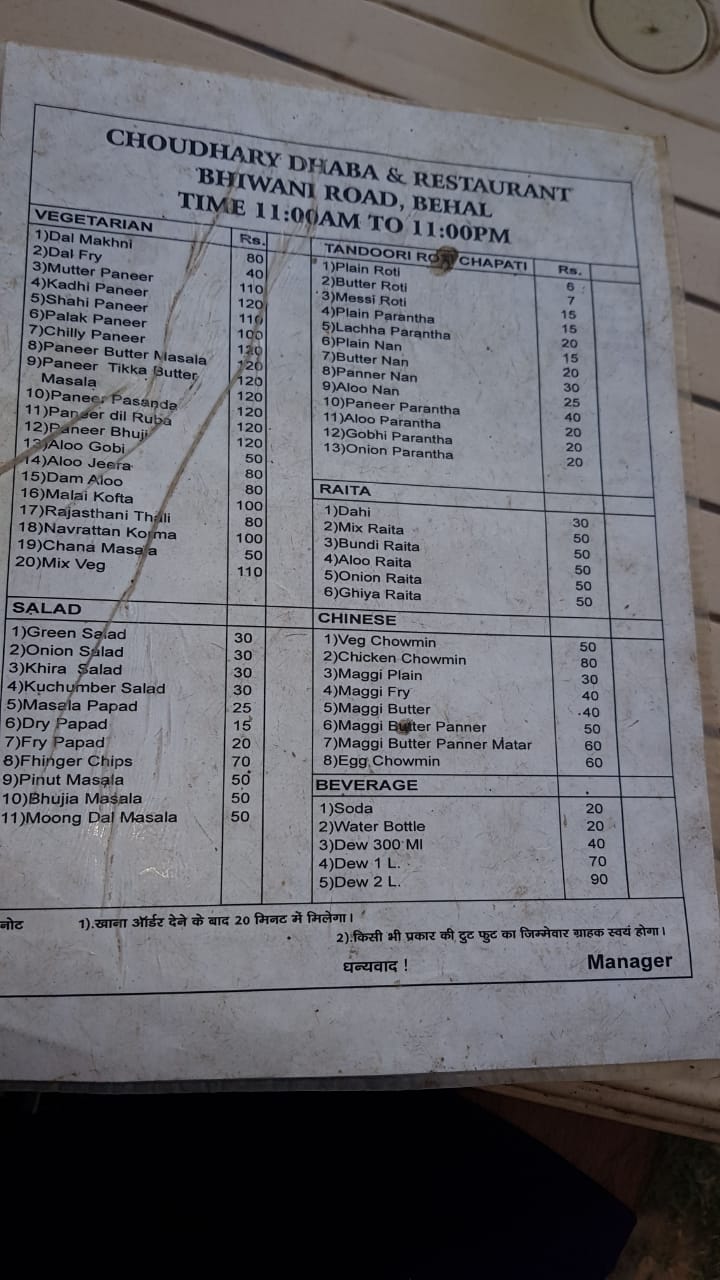 CHOUDHARY DHABA & RESTAURANT
BHIWANI ROAD, BEHAL
TIME 11:00AM TO 11:00PM
VEGETARIAN Rs.
1)Dal Makhni 80
2)Dal Fry 40
3)Mutter Paneer 110
4)Kadhi Paneer 120
5)Shahi Paneer 110
6)Palak Paneer 100
7)Chilly Paneer 120
8)Paneer Butter Masala 120
9)Paneer Tikka Butter 120
Masala 120
10)Paneer Pasanda 120
11)Paneer dil Ruba 120
12)Paneer Bhuji 120
13)Aloo Gobi 50
14)Aloo Jeera 80
15)Dam Aloo 80
16)Malai Kofta 100
17)Rajasthani Thali 80
18)Navrattan Korma 100
19)Chana Masala 50
20)Mix Veg 110
SALAD
1)Green Salad 30
2)Onion Salad 30
3)Khira Salad 30
4)Kuchumber Salad 30
5)Masala Papad 25
6)Dry Papad 15
7)Fry Papad 20
8)Fhinger Chips 70
9)Pinut Masala 50
10)Bhujia Masala 50
11)Moong Dal Masala 50
TANDOORI CHAPATI Rs.
1)Plain Roti 6
2)Butter Roti 7
3)Messi Roti 15
4)Plain Parantha 15
5)Lachha Parantha 20
6)Plain Nan 15
7)Butter Nan 20
8)Panner Nan 30
9)Aloo Nan 25
10)Paneer Parantha 40
11)Aloo Parantha 20
12)Gobhi Parantha 20
13)Onion Parantha 20
RAITA
1)Dahi 30
2)Mix Raita 50
3)Bundi Raita 50
4)Aloo Raita 50
5)Onion Raita 50
6)Ghiya Raita 50
CHINESE
1)Veg Chowmin 50
2)Chicken Chowmin 80
3)Maggi Plain 30
4)Maggi Fry 40
5)Maggi Butter 40
6)Maggi Butter Panner 50
7)Maggi Butter Panner Matar 60
8)Egg Chowmin 60
BEVERAGE
1)Soda 20
2)Water Bottle 20
3)Dew 300 Ml 40
4)Dew 1 L. 70
5)Dew 2 L. 90
नोट 1).खाना ऑर्डर देने के बाद 20 मिनट में मिलेगा।
2).किसी भी प्रकार की टुट फुट का जिम्मेवार ग्राहक स्वयं होगा।
धन्यवाद ! Manager